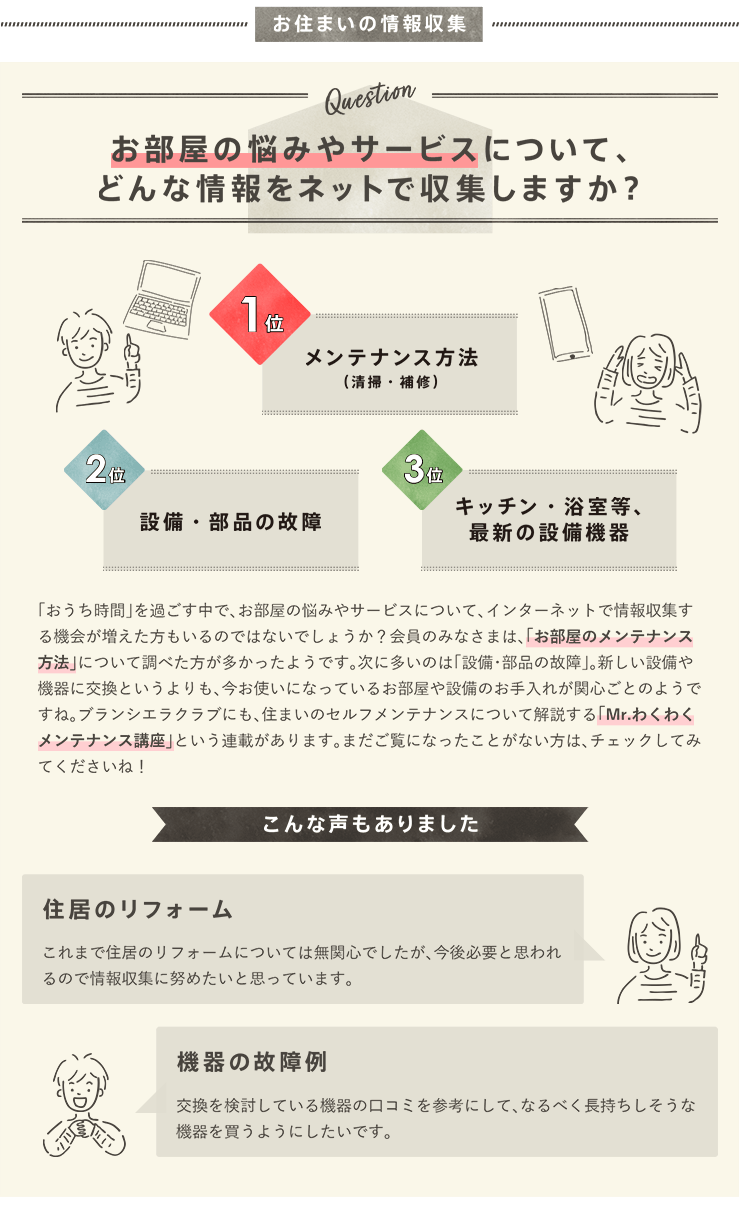 お住まいの情報収集
Question
お部屋の悩みやサービスについて、
どんな情報をネットで収集しますか？
1位
メンテナンス方法
（清掃・補修）
2位
設備・部品の故障
3位
キッチン・浴室等、
最新の設備機器
「おうち時間」を過ごす中で、お部屋の悩みやサービスについて、インターネットで情報収集す
る機会が増えた方もいるのではないでしょうか？会員のみなさまは、「お部屋のメンテナンス
方法」について調べた方が多かったようです。次に多いのは「設備・部品の故障」。新しい設備や
機器に交換というよりも、今お使いになっているお部屋や設備のお手入れが関心ごとのようで
すね。ブランシエラクラブにも、住まいのセルフメンテナンスについて解説する「Mr.わくわく
メンテナンス講座」という連載があります。まだご覧になったことがない方は、チェックしてみ
てくださいね！
こんな声もありました
住居のリフォーム
これまで住居のリフォームについては無関心でしたが、今後必要と思われ
るので情報収集に努めたいと思っています。
機器の故障例
交換を検討している機器の口コミを参考にして、なるべく長持ちしそうな
機器を買うようにしたいです。